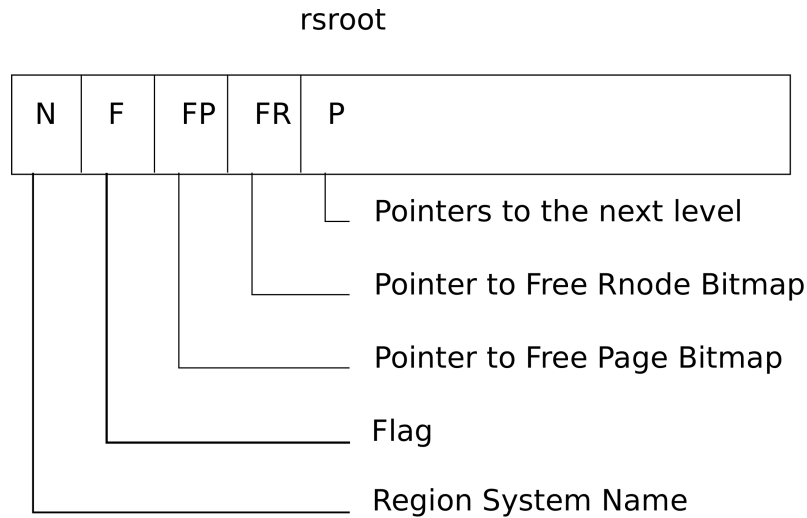 rsroot
N F FP FR P
Pointers to the next level
Pointer to Free Rnode Bitmap
Pointer to Free Page Bitmap
Flag
Region System Name